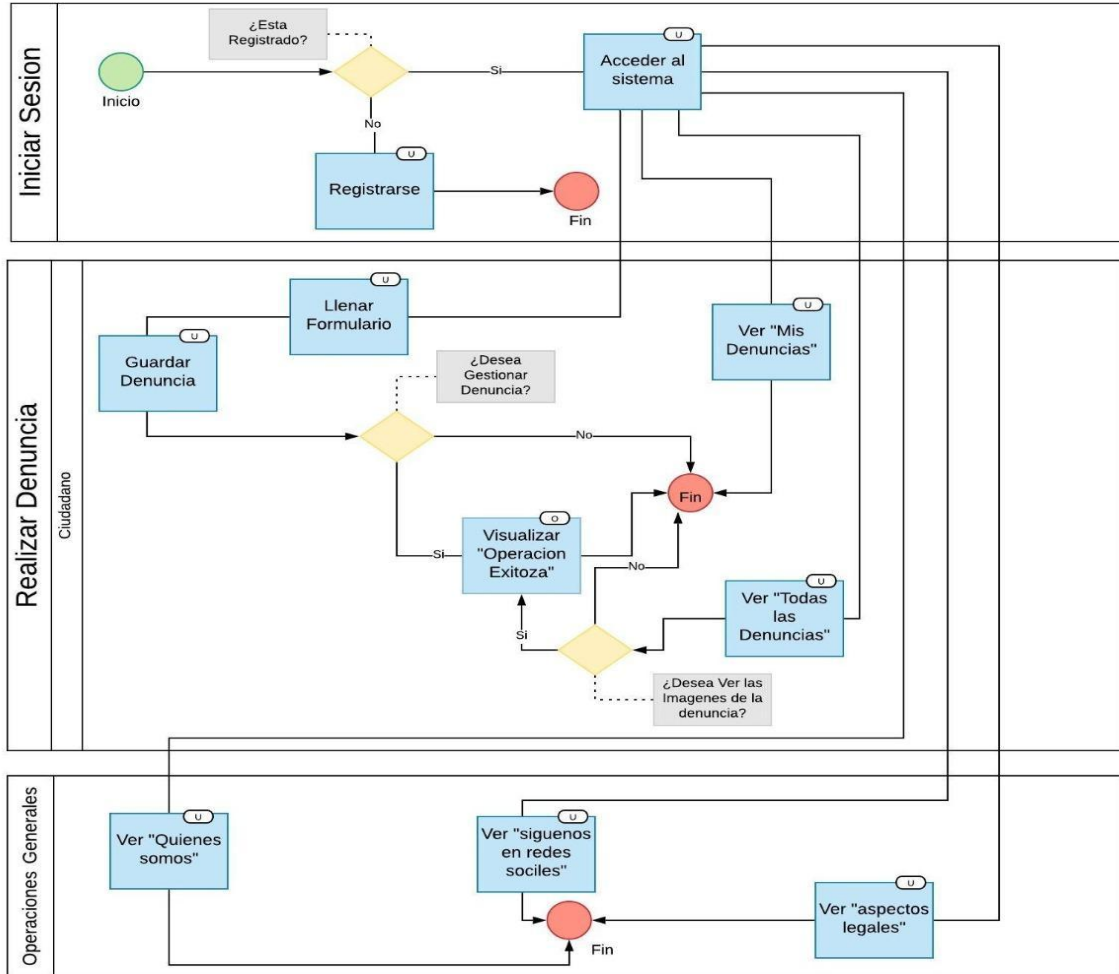 Iniciar Sesion
¿Esta
Registrado?
Inicio
Si
U
Acceder al
sistema
No
U
Registrarse
Fin
Realizar Denuncia
Ciudadano
U
Llenar
Formulario
U
Guardar
Denuncia
¿Desea
Gestionar
Denuncia?
U
Ver "Mis
Denuncias"
No
Fin
Si
O
Visualizar
"Operacion
Exitoza"
No
Si
U
Ver "Todas
las
Denuncias"
¿Desea Ver las
Imagenes de la
denuncia?
Operaciones Generales
U
Ver "Quienes
somos"
U
Ver "siguenos
en redes
sociles"
Fin
U
Ver "aspectos
legales"